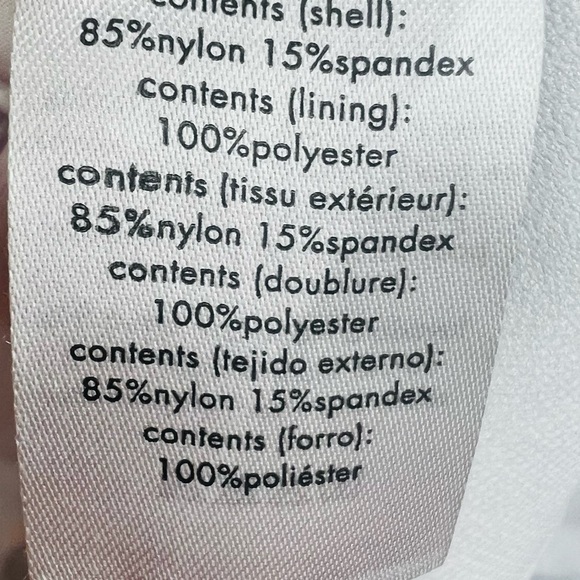 contents (shell):
85%nylon 15%spandex
contents (lining):
100%polyester
contents (tissu extérieur):
85%nylon 15%spandex
contents (doublure):
100%polyester
contents (tejido externo):
85%nylon 15%spandex
contents (forro):
100%poliéster